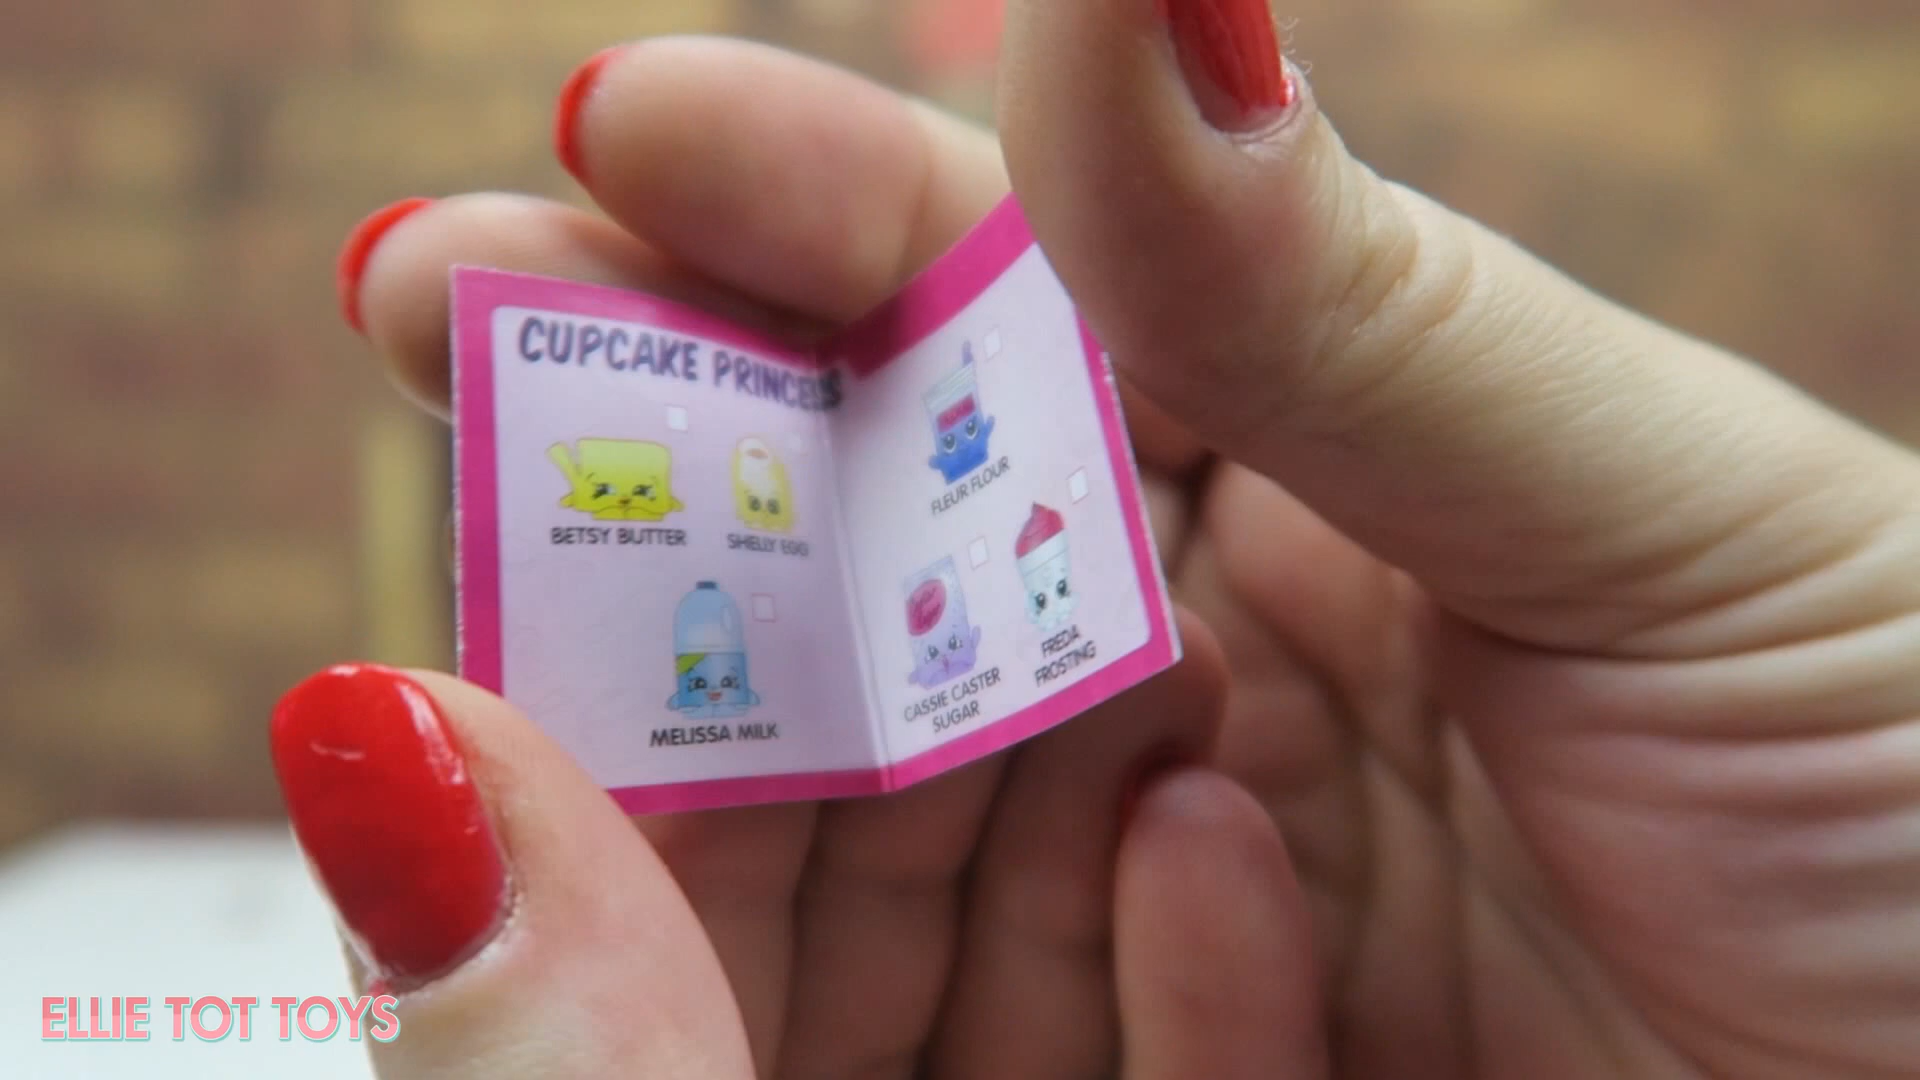 CUPCAKE PRINCESS
BETSY BUTTER
SHELLY EGG
MELISSA MILK
FLEUR FLOUR
CASSIE CASTER
SUGAR
FREDA
FROSTING
ELLIE TOT TOYS